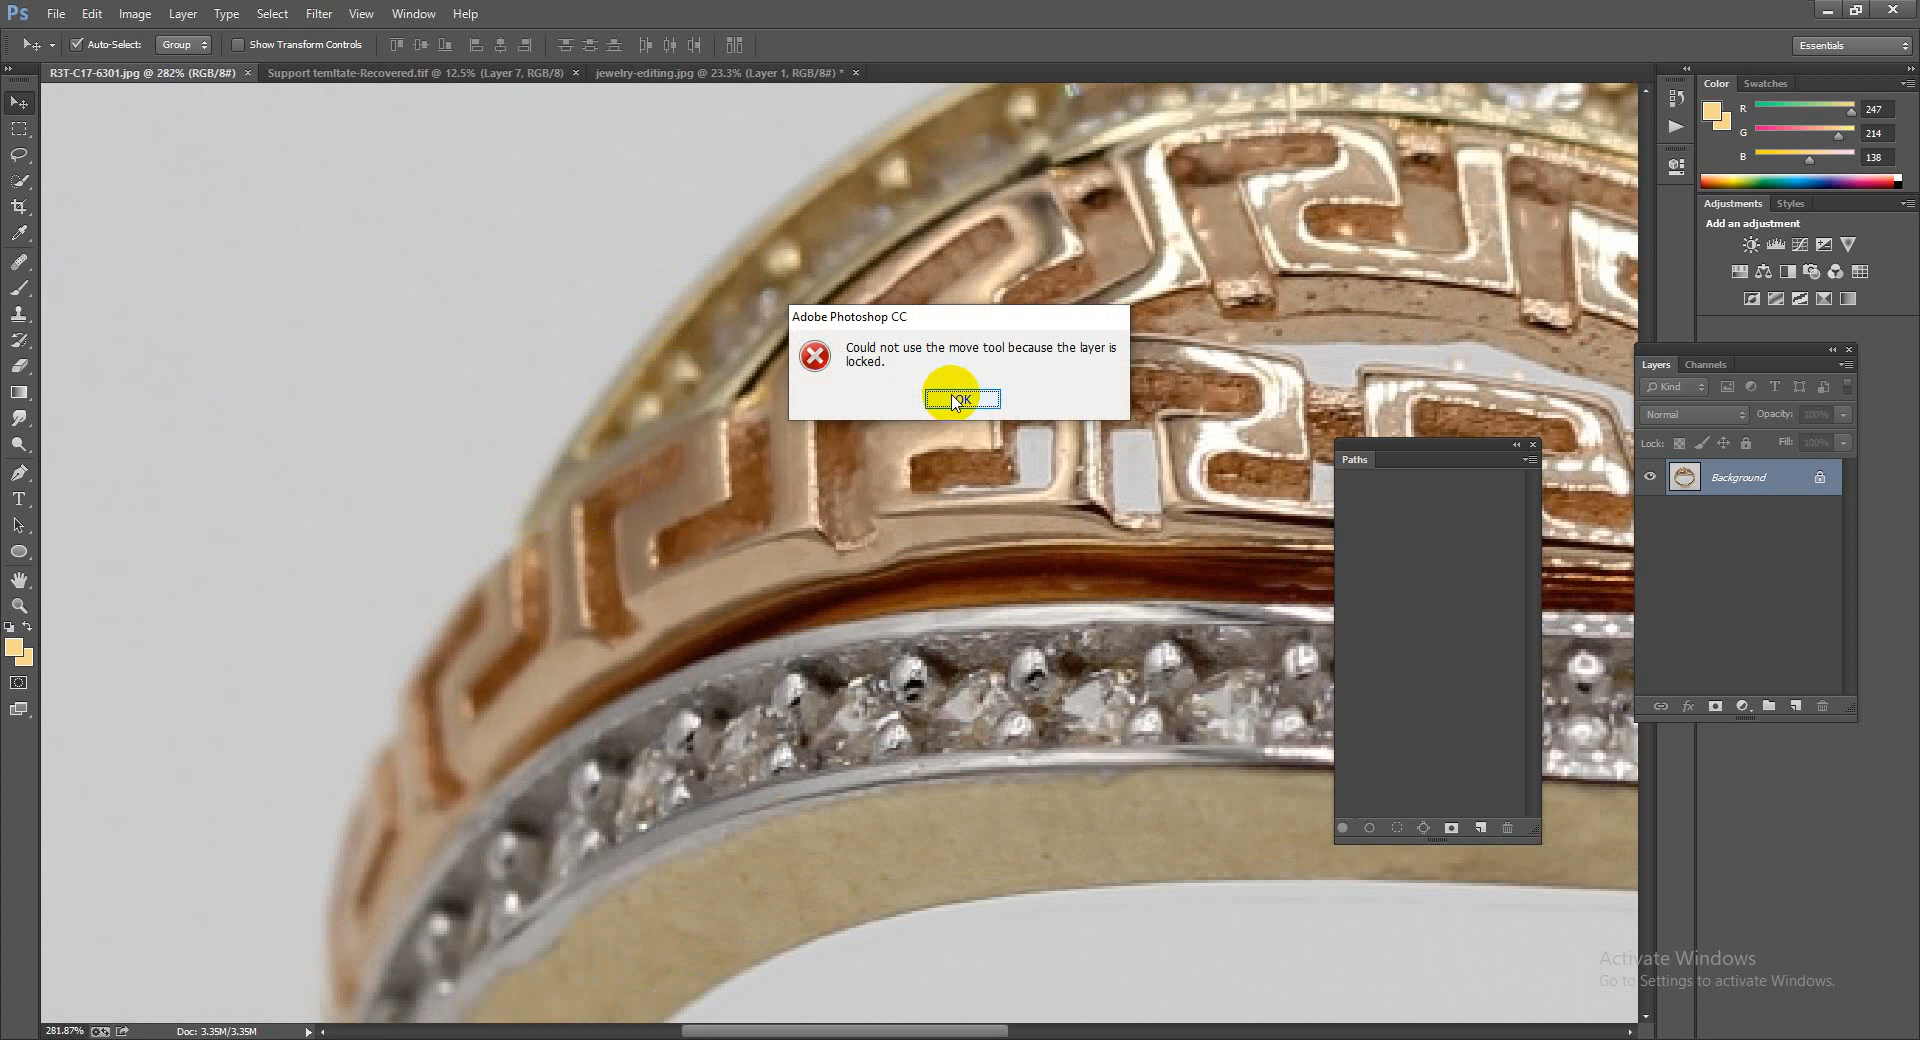 Ps File Edit Image Layer Type Select Filter View Window Help
Auto-Select: Group Show Transform Controls Essentials
R3T-C17-6301.jpg @ 282% (RGB/8#) × Support temltate-Recovered.tif @ 12.5% (Layer 7, RGB/8) × jewelry-editing.jpg @ 23.3% (Layer 1, RGB/8#) * ×
Color Swatches
R 247
G 214
B 138
Adjustments Styles
Add an adjustment
Adobe Photoshop CC
Could not use the move tool because the layer is
locked.
OK
Layers Channels
Kind
Normal Opacity: 100%
Lock: Fill: 100%
Background
Paths
Activate Windows
Go to Settings to activate Windows.
281.87% Doc: 3.35M/3.35M